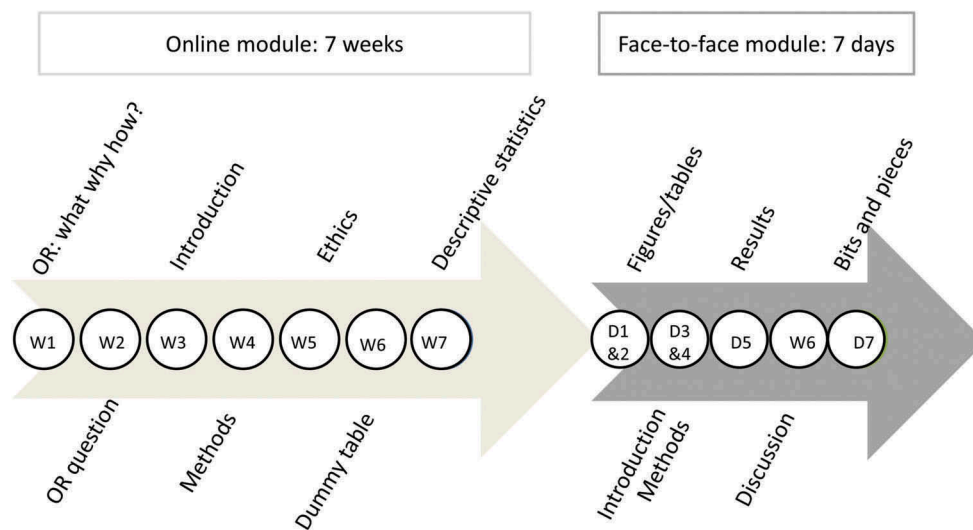 Online module: 7 weeks
Face-to-face module: 7 days
OR: what why how?
Introduction
Ethics
Descriptive statistics
Figures/tables
Results
Bits and pieces
W1
W2
W3
W4
W5
W6
W7
D1
&2
D3
&4
D5
W6
D7
OR question
Methods
Dummy table
Introduction
Methods
Discussion